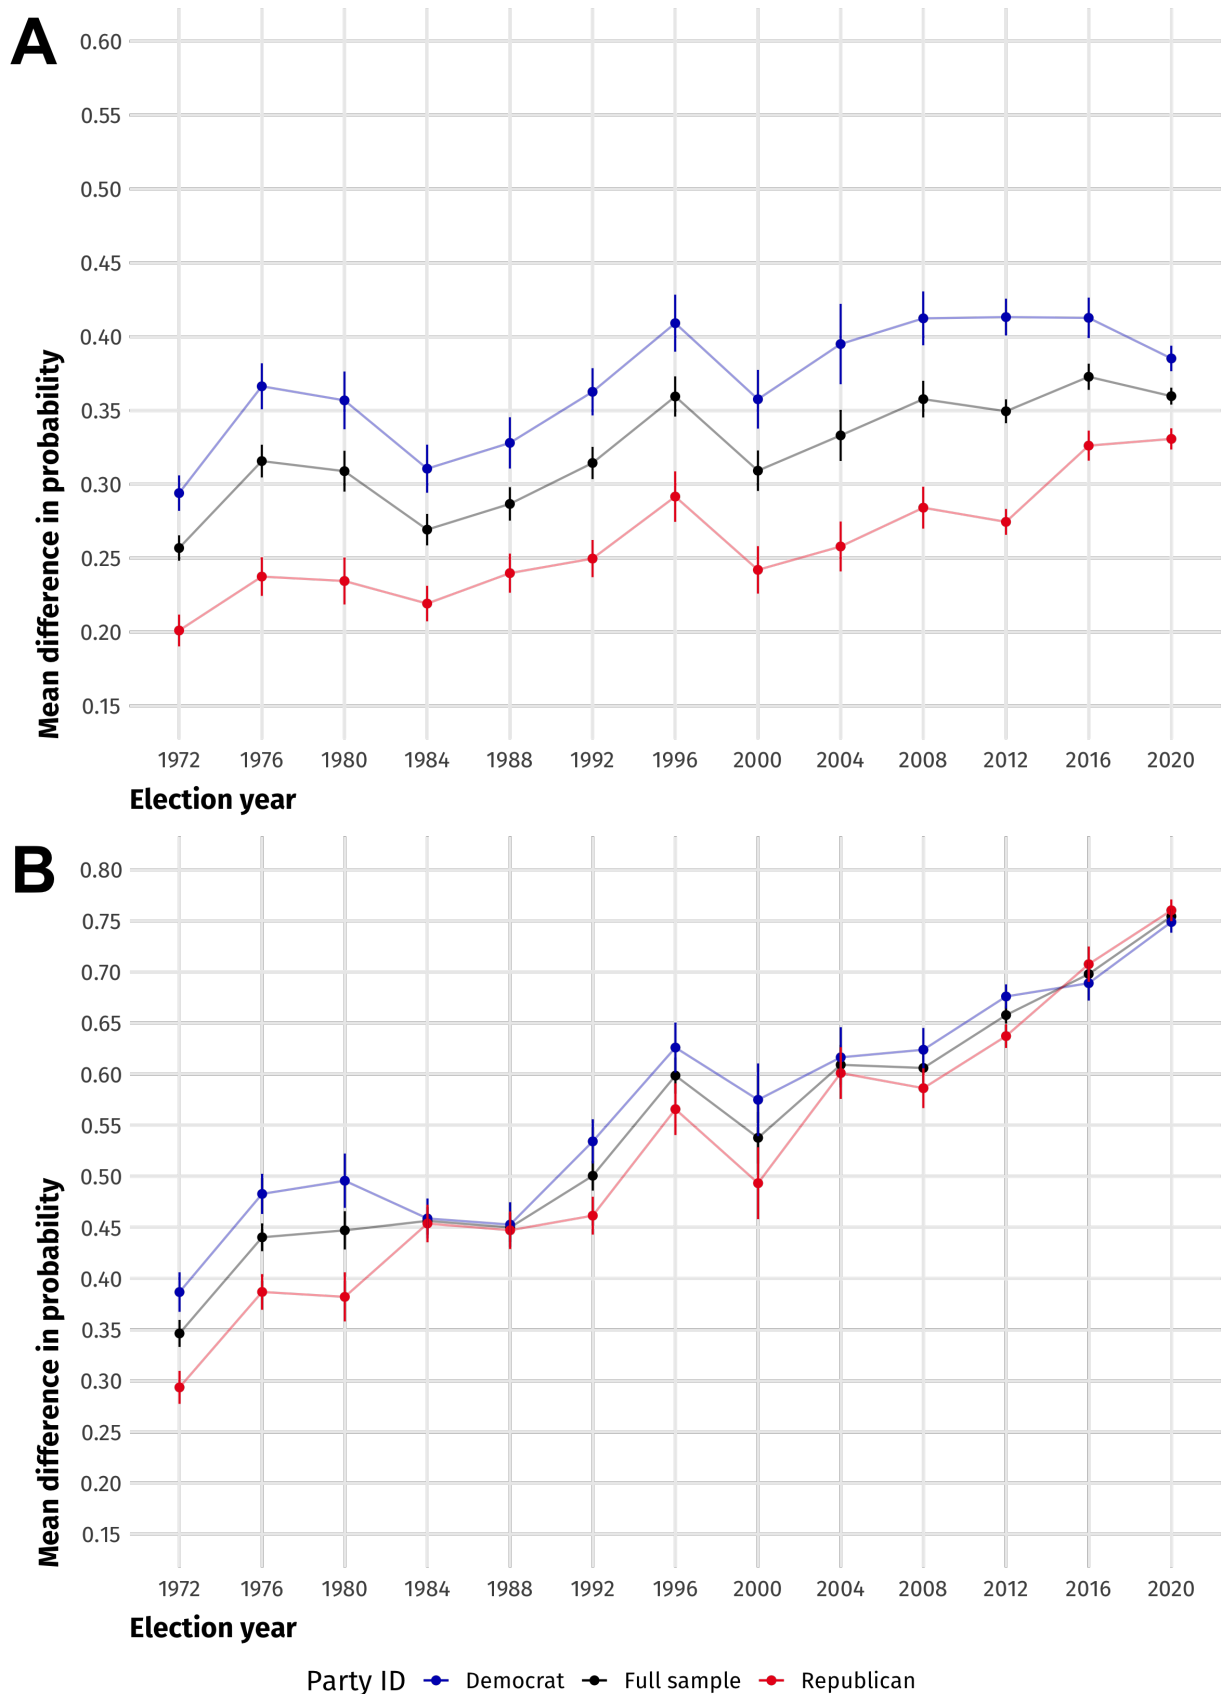 A
0.60
0.55
0.50
0.45
0.40
0.35
0.30
0.25
0.20
0.15
Mean difference in probability
1972 1976 1980 1984 1988 1992 1996 2000 2004 2008 2012 2016 2020
Election year
B
0.80
0.75
0.70
0.65
0.60
0.55
0.50
0.45
0.40
0.35
0.30
0.25
0.20
0.15
Mean difference in probability
1972 1976 1980 1984 1988 1992 1996 2000 2004 2008 2012 2016 2020
Election year
Party ID Democrat Full sample Republican